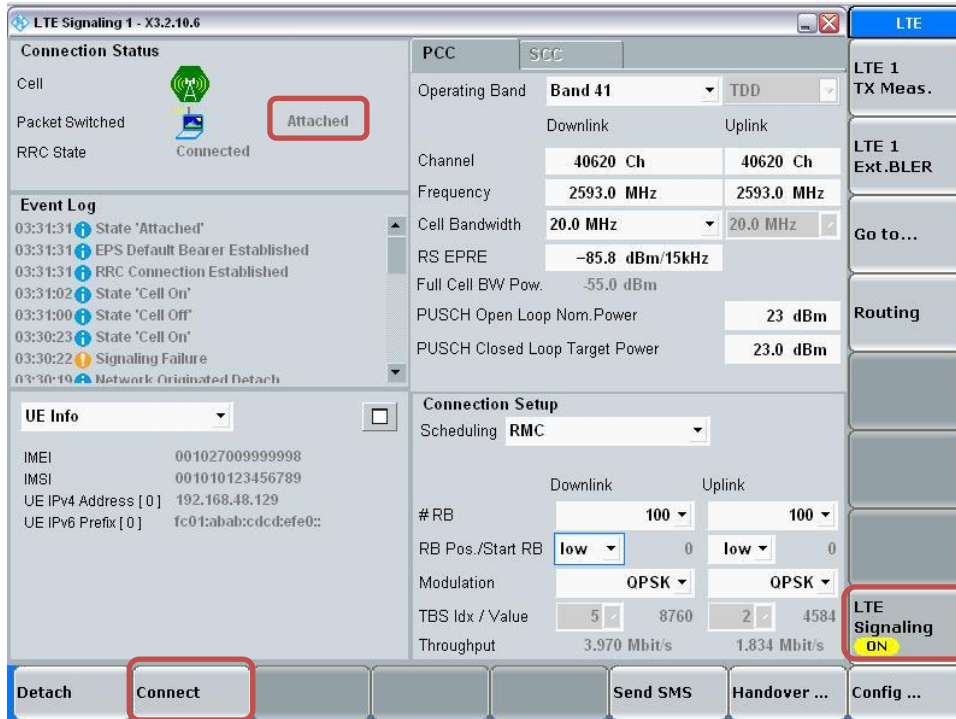 LTE Signaling 1 - X3.2.10.6
LTE
Connection Status
Cell
Packet Switched Attached
RRC State Connected
Event Log
03:31:31 State 'Attached'
03:31:31 EPS Default Bearer Established
03:31:31 RRC Connection Established
03:31:02 State 'Cell On'
03:31:00 State 'Cell Off'
03:30:23 State 'Cell On'
03:30:22 Signaling Failure
03:30:19 Network Originated Detach
UE Info
IMEI 001027009999998
IMSI 001010123456789
UE IPv4 Address [ 0 ] 192.168.48.129
UE IPv6 Prefix [ 0 ] fc01:abab:cdcd:efe0::
PCC SCC
Operating Band Band 41 TDD
Downlink Uplink
Channel 40620 Ch 40620 Ch
Frequency 2593.0 MHz 2593.0 MHz
Cell Bandwidth 20.0 MHz 20.0 MHz
RS EPRE -85.8 dBm/15kHz
Full Cell BW Pow. -55.0 dBm
PUSCH Open Loop Nom.Power 23 dBm
PUSCH Closed Loop Target Power 23.0 dBm
Connection Setup
Scheduling RMC
Downlink Uplink
# RB 100 100
RB Pos./Start RB low 0 low 0
Modulation QPSK QPSK
TBS Idx / Value 5 8760 2 4584
Throughput 3.970 Mbit/s 1.834 Mbit/s
LTE 1
TX Meas.
LTE 1
Ext.BLER
Go to...
Routing
LTE
Signaling
ON
Detach Connect Send SMS Handover ... Config ...